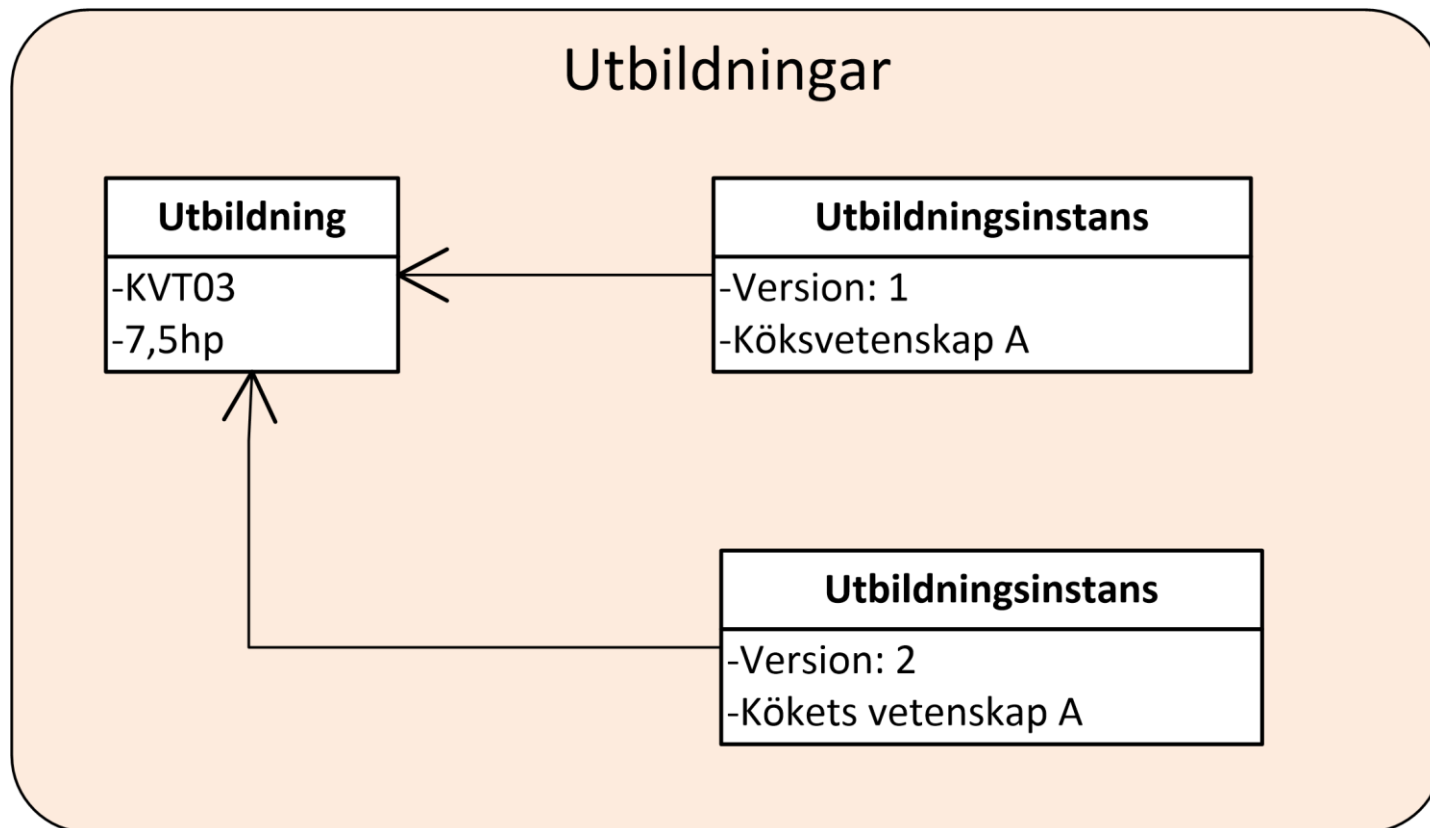 Utbildningar
Utbildning
-KVT03
-7,5hp
Utbildningsinstans
-Version: 1
-Köksvetenskap A
Utbildningsinstans
-Version: 2
-Kökets vetenskap A